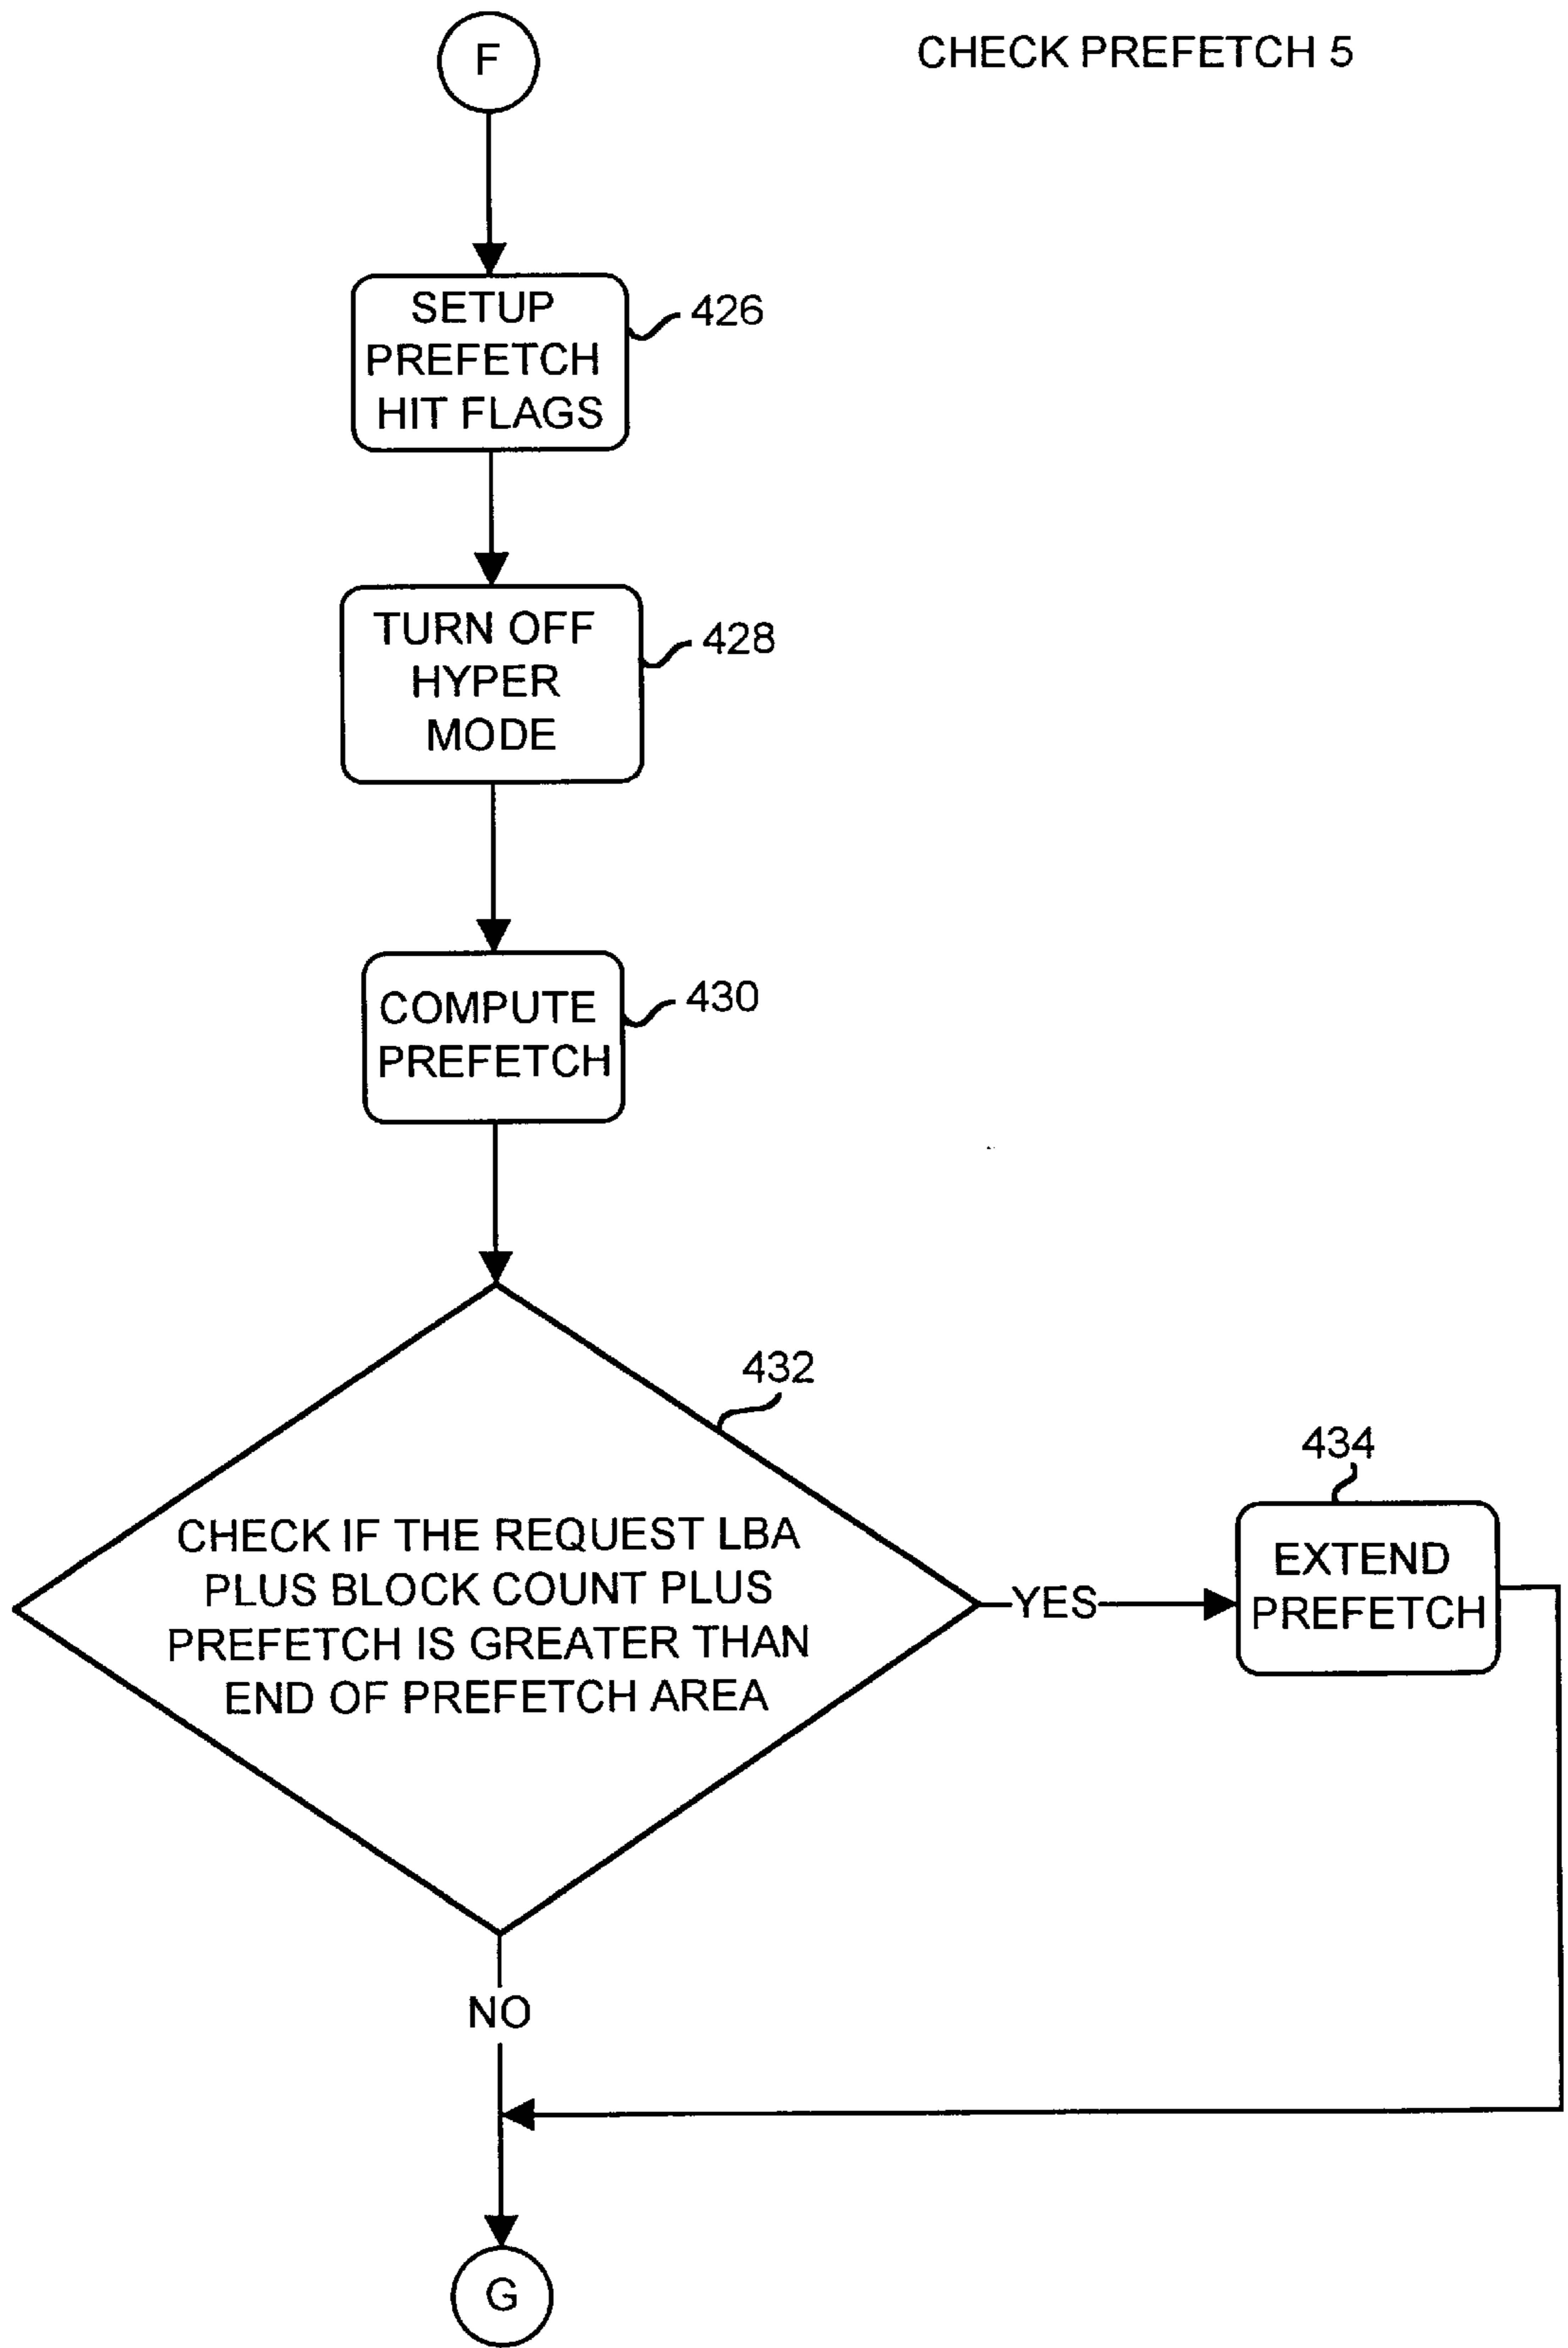 F
CHECK PREFETCH 5
SETUP
PREFETCH
HIT FLAGS
426
TURN OFF
HYPER
MODE
428
COMPUTE
PREFETCH
430
432
CHECK IF THE REQUEST LBA
PLUS BLOCK COUNT PLUS
PREFETCH IS GREATER THAN
END OF PREFETCH AREA
YES
434
EXTEND
PREFETCH
NO
G